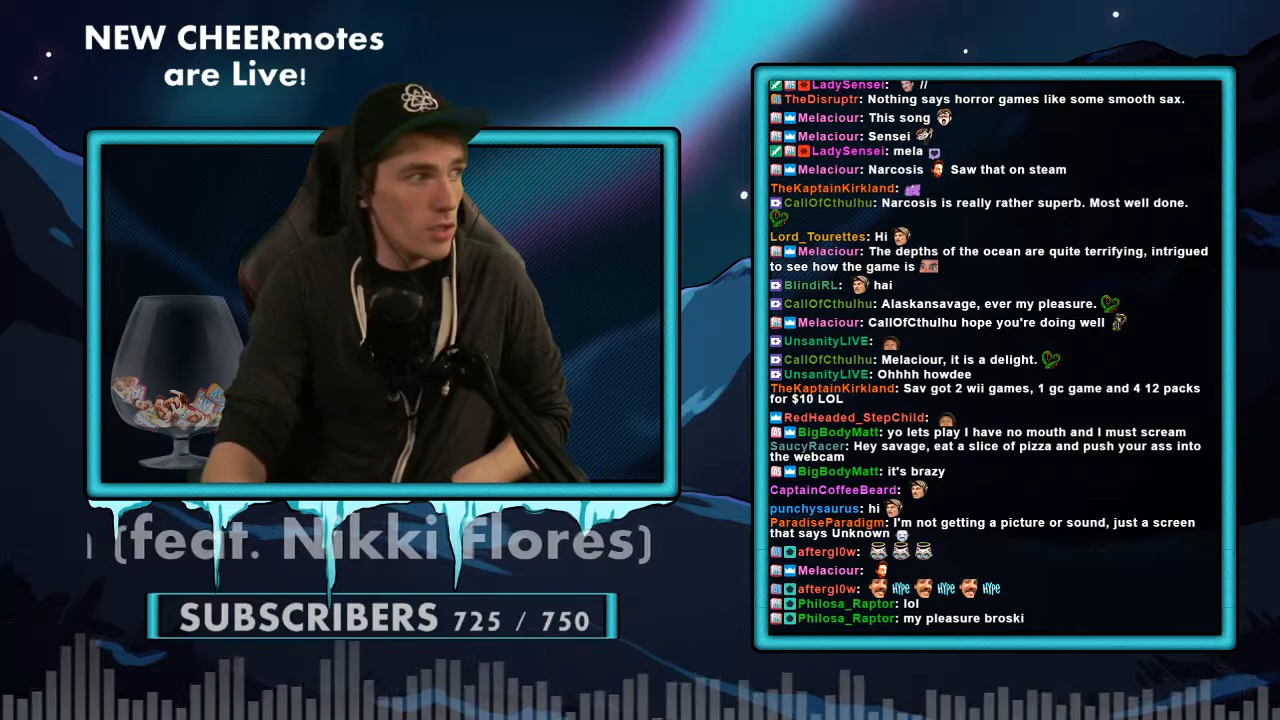 NEW CHEERmotes
are Live!
(feat. Nikki Flores)
SUBSCRIBERS 725 / 750
LadySensei: //
TheDisruptr: Nothing says horror games like some smooth sax.
Melaciour: This song
Melaciour: Sensei
LadySensei: mela
Melaciour: Narcosis Saw that on steam
TheKaptainKirkland:
CallOfCthulhu: Narcosis is really rather superb. Most well done.
Lord_Tourettes: Hi
Melaciour: The depths of the ocean are quite terrifying, intrigued
to see how the game is
BlindiRL: hai
CallOfCthulhu: Alaskansavage, ever my pleasure.
Melaciour: CallOfCthulhu hope you're doing well
UnsanityLIVE:
CallOfCthulhu: Melaciour, it is a delight.
UnsanityLIVE: Ohhhh howdee
TheKaptainKirkland: Sav got 2 wii games, 1 gc game and 4 12 packs
for $10 LOL
RedHeaded_StepChild:
BigBodyMatt: yo lets play I have no mouth and I must scream
SaucyRacer: Hey savage, eat a slice of pizza and push your ass into
the webcam
BigBodyMatt: it's brazy
CaptainCoffeeBeard:
punchysaurus: hi
ParadiseParadigm: I'm not getting a picture or sound, just a screen
that says Unknown
aftergl0w:
Melaciour:
aftergl0w: HYPE HYPE HYPE
Philosa_Raptor: lol
Philosa_Raptor: my pleasure broski